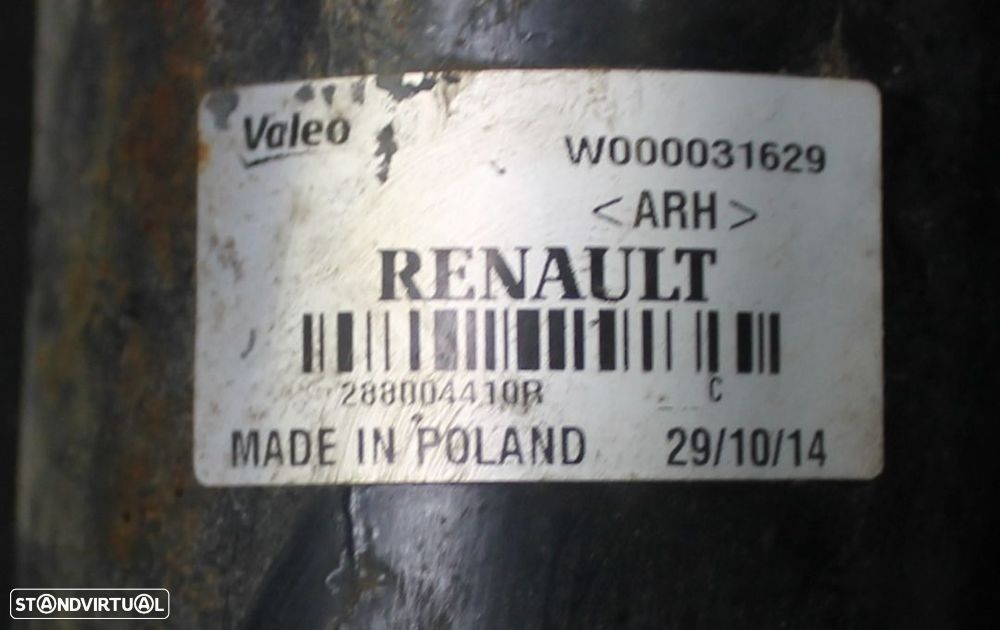 Valeo
W000031629
<ARH>
RENAULT
288004410R C
MADE IN POLAND 29/10/14
STANDVIRTUAL